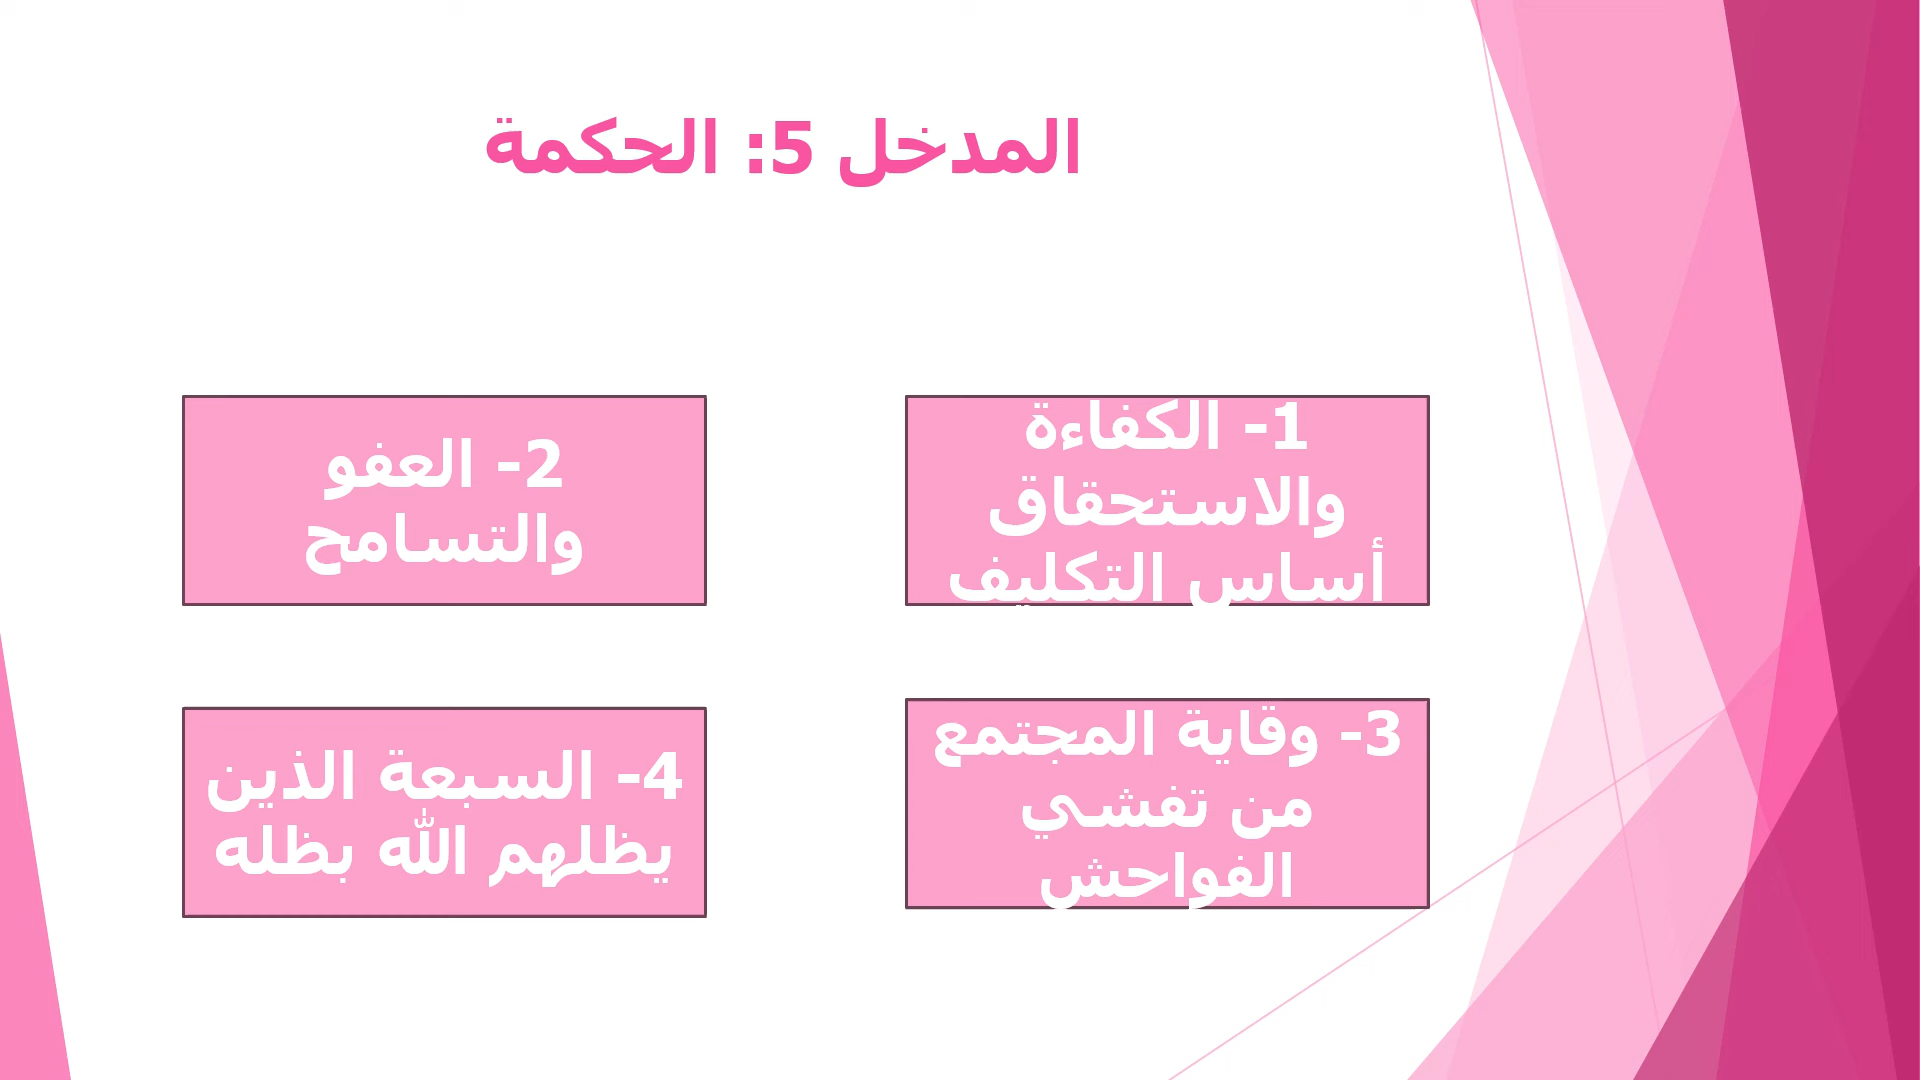 المدخل 5: الحكمة
1- الكفاءة
والاستحقاق
أساس التكليف
2- العفو
والتسامح
3- وقاية المجتمع
من تفشي
الفواحش
4- السبعة الذين
يظلهم الله بظله